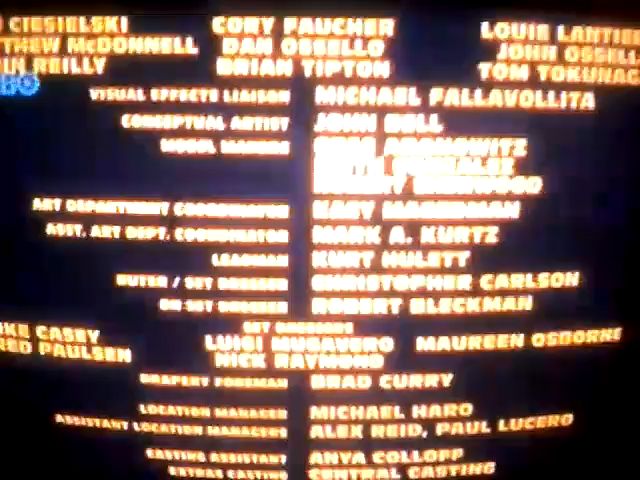 CIESIELSKI CORY FAUCHER LOUIE LANTIE
THEW McDONNELL DAN OSSELLO JOHN OSSELL
IN REILLY BRIAN TIPTON TOM TOKUNAG
VISUAL EFFECTS LIAISON MICHAEL FALLAVOLLITA
CONCEPTUAL ARTIST JOHN BELL
MODEL MAKERS
ART DEPARTMENT COORDINATOR
ASST. ART DEPT. COORDINATOR MARK A. KURTZ
LEADMAN KURT HULETT
BUYER / SET DRESSER CHRISTOPHER CARLSON
ON-SET DRESSER ROBERT BLECKMAN
SET DRESSERS
KE CASEY LUIGI MUGAVERO MAUREEN OSBORNE
RED PAULSEN NICK RAYMOND
DRAPERY FOREMAN BRAD CURRY
LOCATION MANAGER MICHAEL HARO
ASSISTANT LOCATION MANAGERS ALEX REID, PAUL LUCERO
CASTING ASSISTANT ANYA COLLOFF
EXTRAS CASTING CENTRAL CASTING